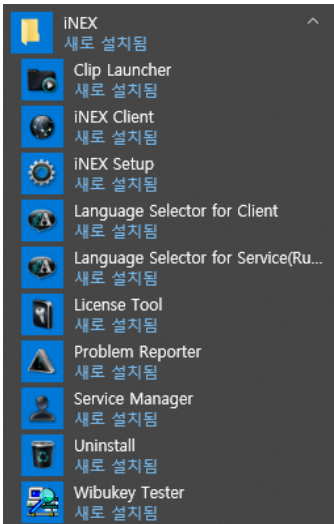 iNEX
새로 설치됨
Clip Launcher
새로 설치됨
iNEX Client
새로 설치됨
iNEX Setup
새로 설치됨
Language Selector for Client
새로 설치됨
Language Selector for Service(Ru...
새로 설치됨
License Tool
새로 설치됨
Problem Reporter
새로 설치됨
Service Manager
새로 설치됨
Uninstall
새로 설치됨
Wibukey Tester
새로 설치됨